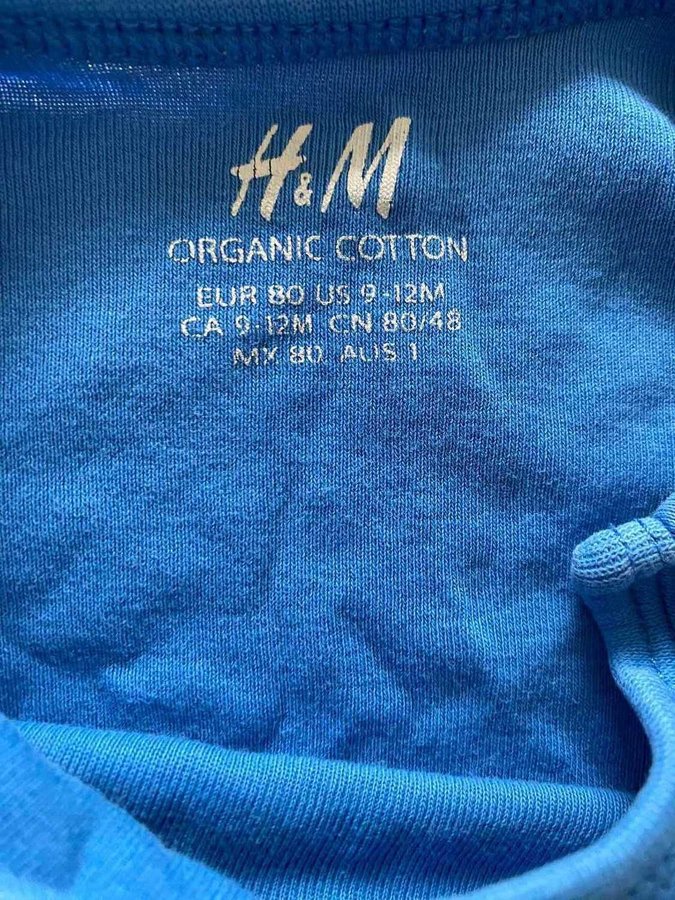 H&M
ORGANIC COTTON
EUR 80 US 9-12M
CA 9-12M CN 80/48
MX 80 AUS 1